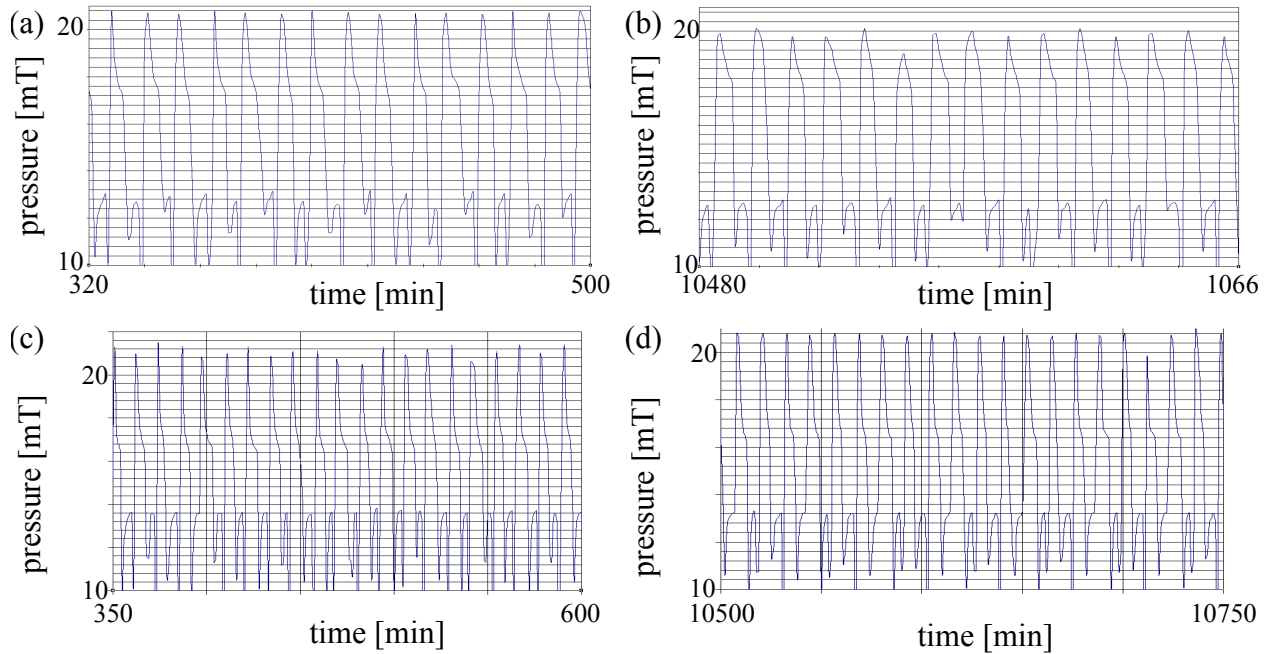 (a)
20
pressure [mT]
10
320
time [min]
500
(b)
20
pressure [mT]
10
10480
time [min]
1066
(c)
20
pressure [mT]
10
350
time [min]
600
(d)
20
pressure [mT]
10
10500
time [min]
10750